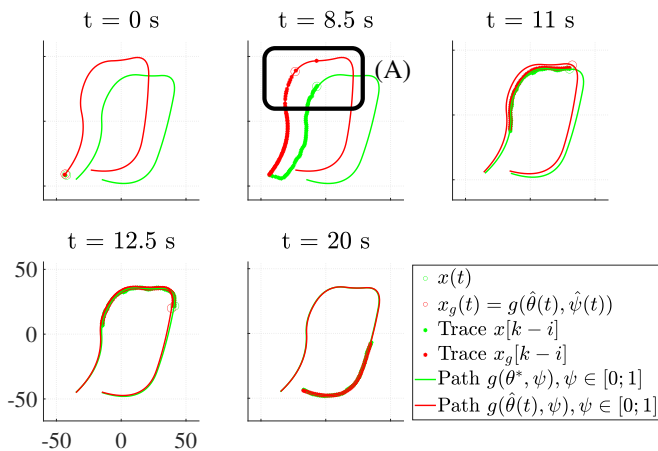 t = 0 s
t = 8.5 s
t = 11 s
(A)
t = 12.5 s
t = 20 s
50
0
-50
-50
0
50
x(t)
x_g(t) = g(θ̂(t), ψ̂(t))
Trace x[k − i]
Trace x_g[k − i]
Path g(θ*, ψ), ψ ∈ [0; 1]
Path g(θ̂(t), ψ), ψ ∈ [0; 1]